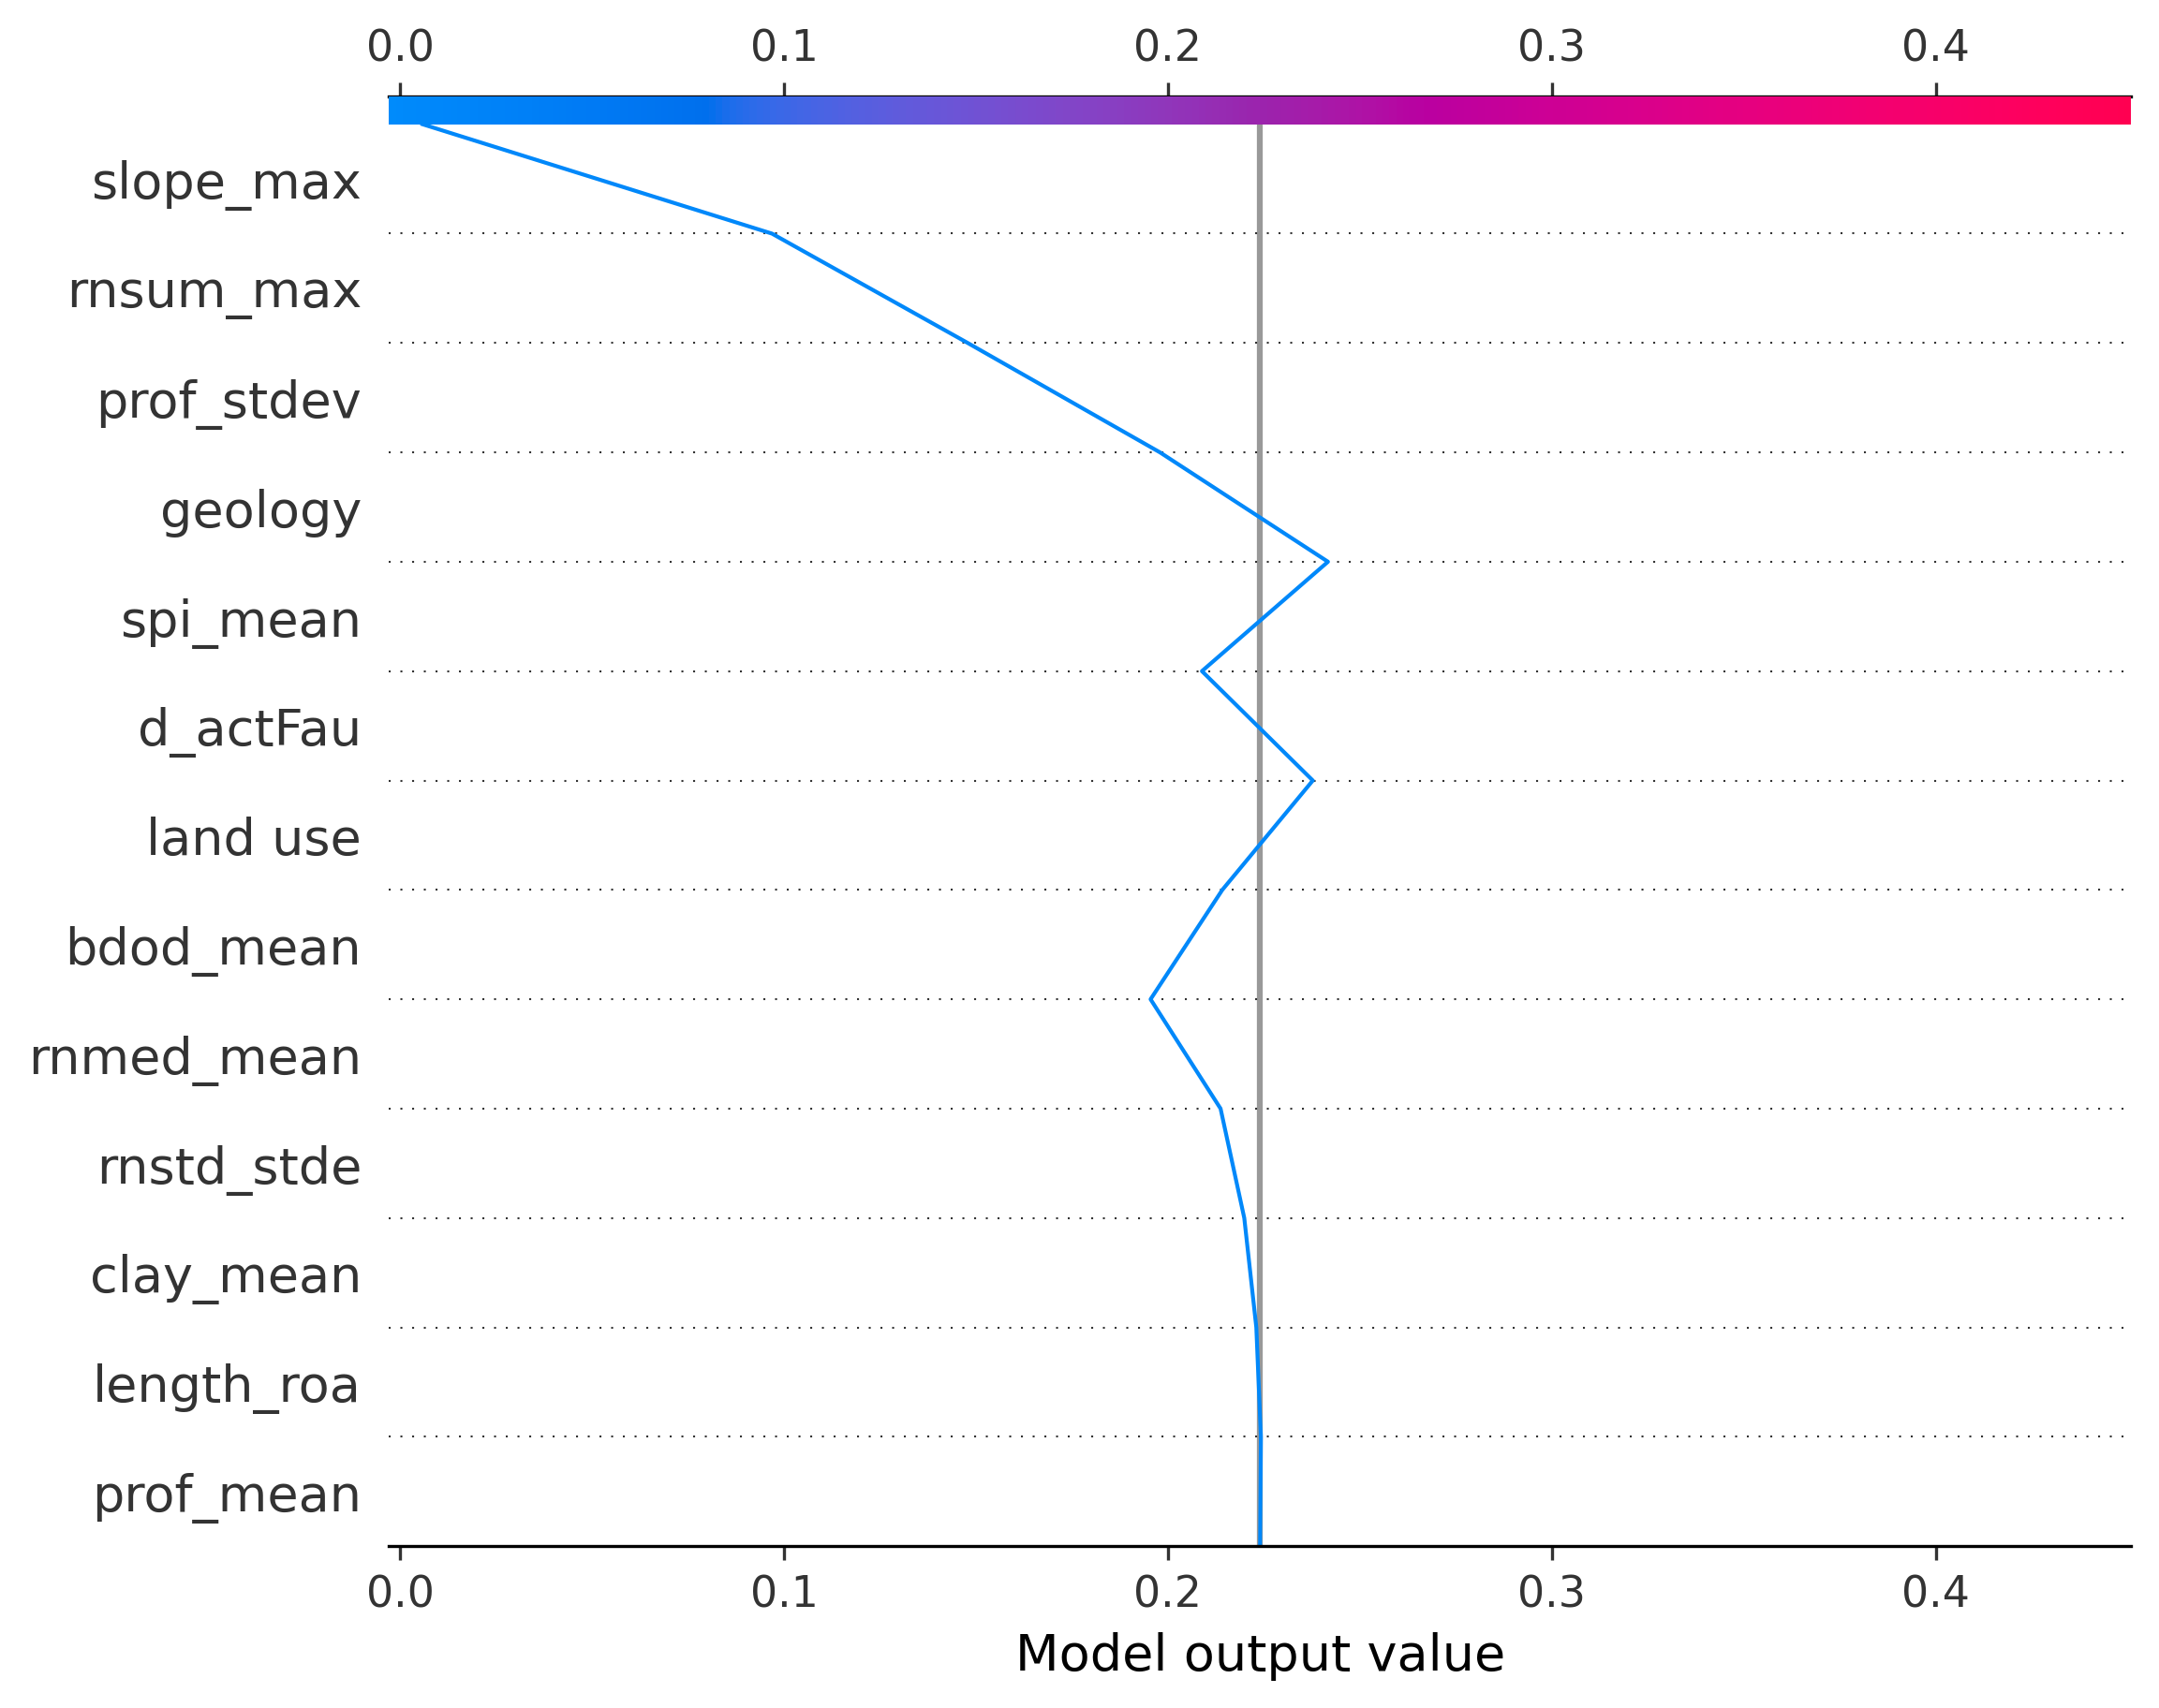 0.0 0.1 0.2 0.3 0.4
slope_max
rnsum_max
prof_stdev
geology
spi_mean
d_actFau
land use
bdod_mean
rnmed_mean
rnstd_stde
clay_mean
length_roa
prof_mean
0.0 0.1 0.2 0.3 0.4
Model output value